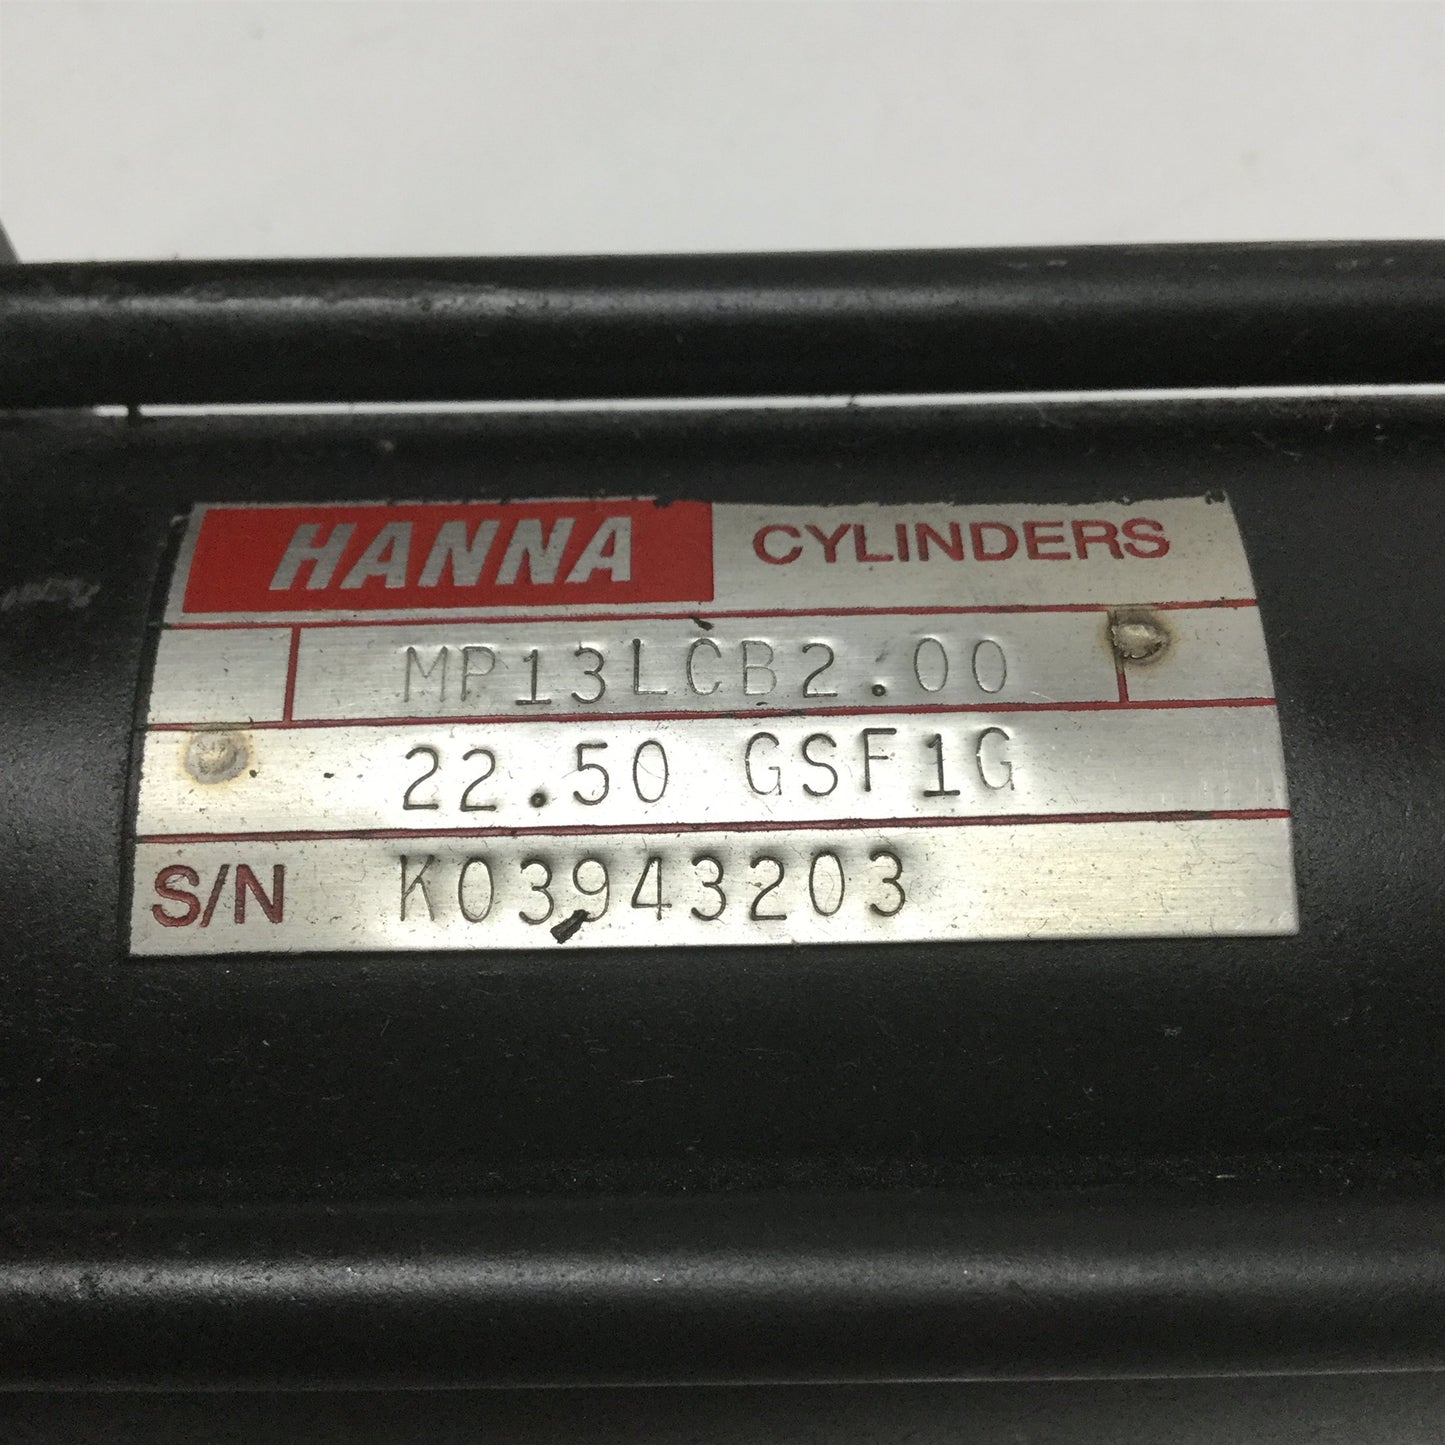 HANNA CYLINDERS
MP13LCB2.00
22.50 GSF1G
S/N K03943203